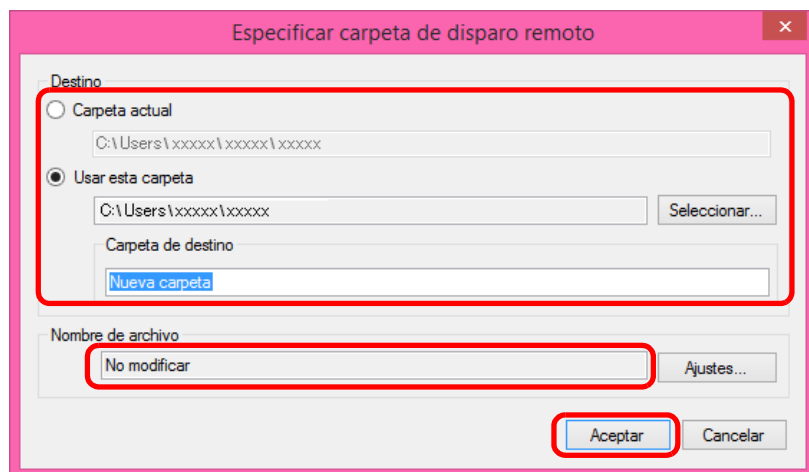 Especificar carpeta de disparo remoto
Destino
Carpeta actual
C:\Users\xxxxx\xxxxx\xxxxx
Usar esta carpeta
C:\Users\xxxxx\xxxxx
Seleccionar...
Carpeta de destino
Nueva carpeta
Nombre de archivo
No modificar
Ajustes...
Aceptar
Cancelar